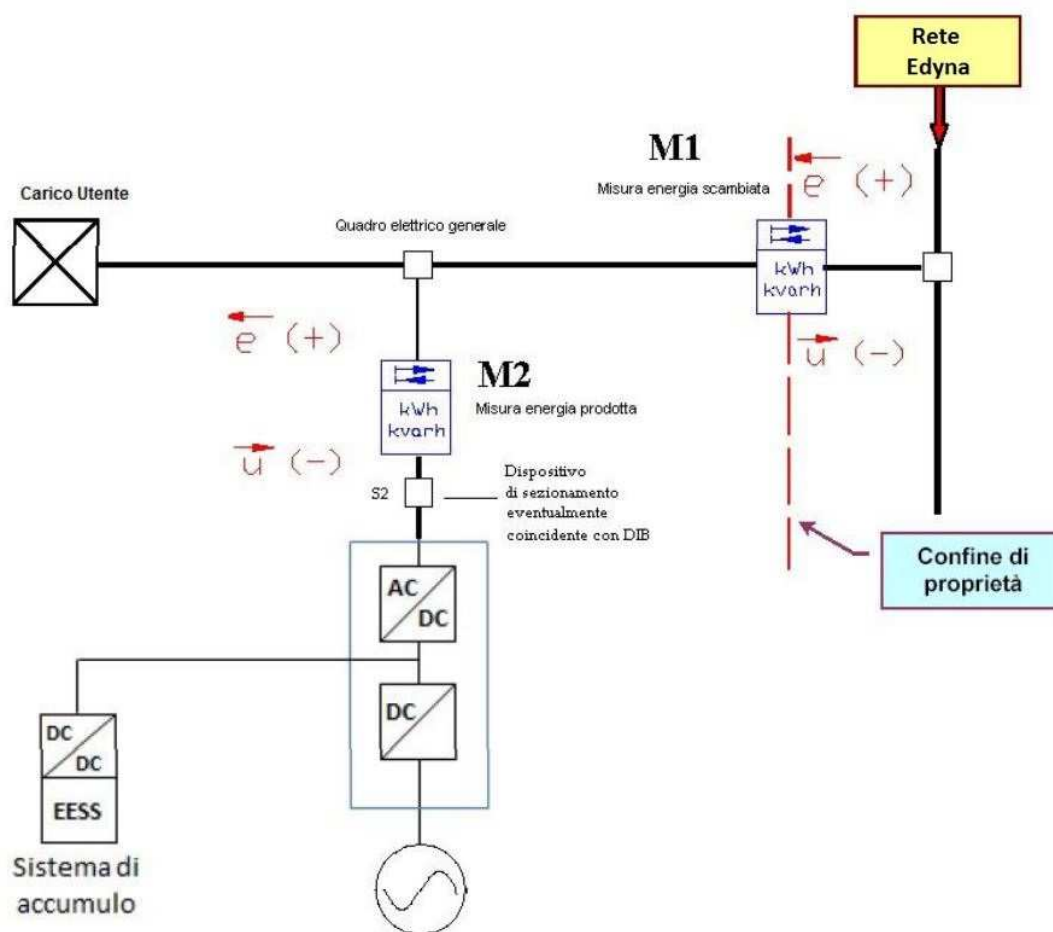 Rete
Edyna
M1
Misura energia scambiata
e (+)
Carico Utente
Quadro elettrico generale
kWh
kvarh
e (+)
u (-)
M2
Misura energia prodotta
kWh
kvarh
u (-)
S2
Dispositivo
di sezionamento
eventualmente
coincidente con DIB
Confine di
proprietà
AC
DC
DC
DC
DC
EESS
Sistema di
accumulo